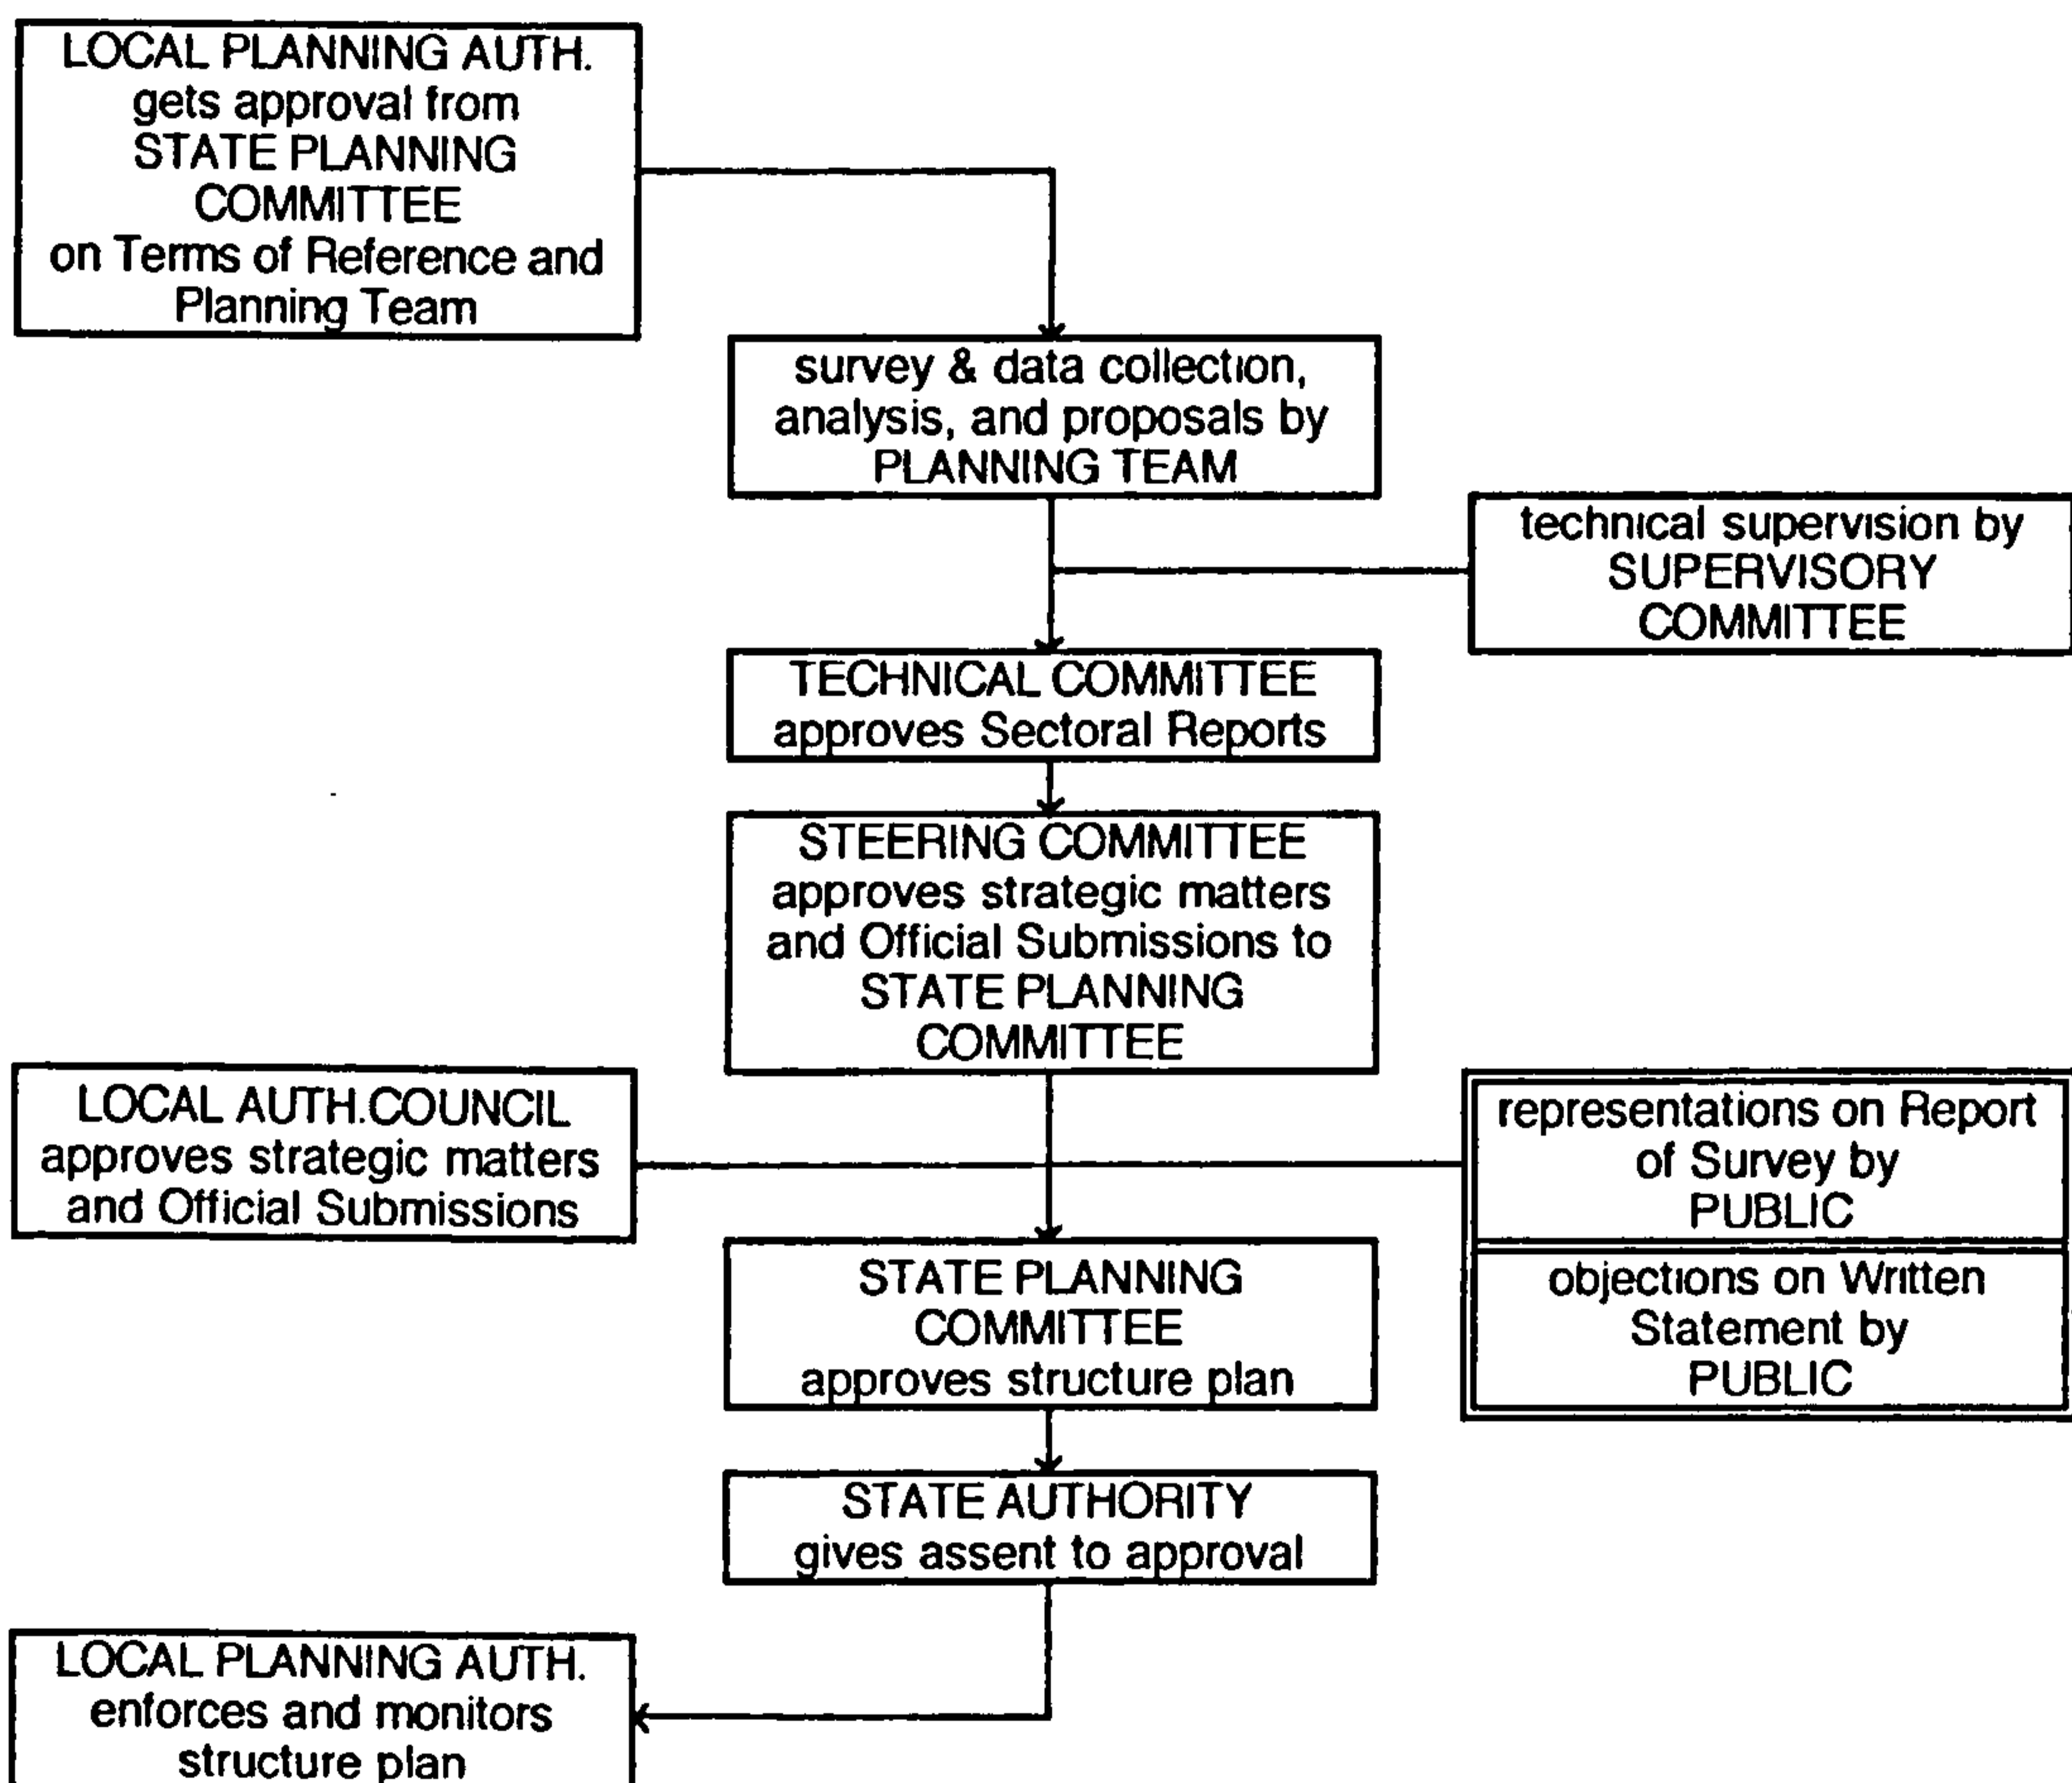 LOCAL PLANNING AUTH.
gets approval from
STATE PLANNING
COMMITTEE
on Terms of Reference and
Planning Team
survey & data collection,
analysis, and proposals by
PLANNING TEAM
technical supervision by
SUPERVISORY
COMMITTEE
TECHNICAL COMMITTEE
approves Sectoral Reports
STEERING COMMITTEE
approves strategic matters
and Official Submissions to
STATE PLANNING
COMMITTEE
LOCAL AUTH.COUNCIL
approves strategic matters
and Official Submissions
representations on Report
of Survey by
PUBLIC
objections on Written
Statement by
PUBLIC
STATE PLANNING
COMMITTEE
approves structure plan
STATE AUTHORITY
gives assent to approval
LOCAL PLANNING AUTH.
enforces and monitors
structure plan